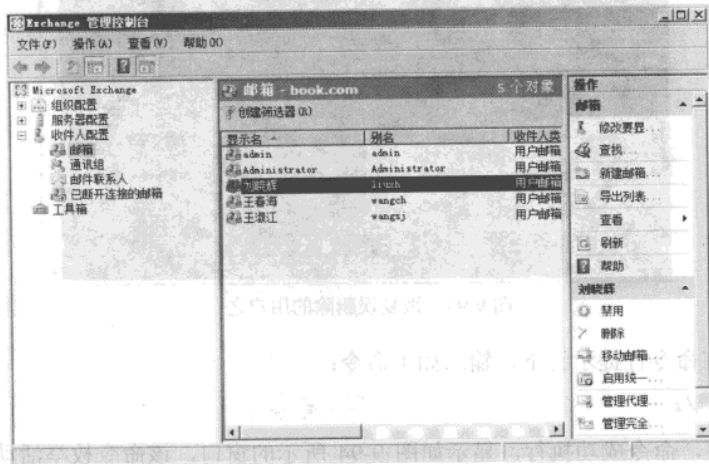 Exchange 管理控制台
文件(F) 操作(A) 查看(V) 帮助(H)
Microsoft Exchange
组织配置
服务器配置
收件人配置
邮箱
通讯组
邮件联系人
已断开连接的邮箱
工具箱
邮箱 - book.com 5 个对象
创建筛选器(R)
显示名 别名 收件人类
admin admin 用户邮箱
Administrator Administrator 用户邮箱
刘晓辉 liuxh 用户邮箱
王春海 wangch 用户邮箱
王淑江 wangsj 用户邮箱
操作
邮箱
修改要显...
查找...
新建邮箱...
导出列表...
查看
刷新
帮助
刘晓辉
禁用
删除
移动邮箱...
启用统一...
管理代理...
管理完全...